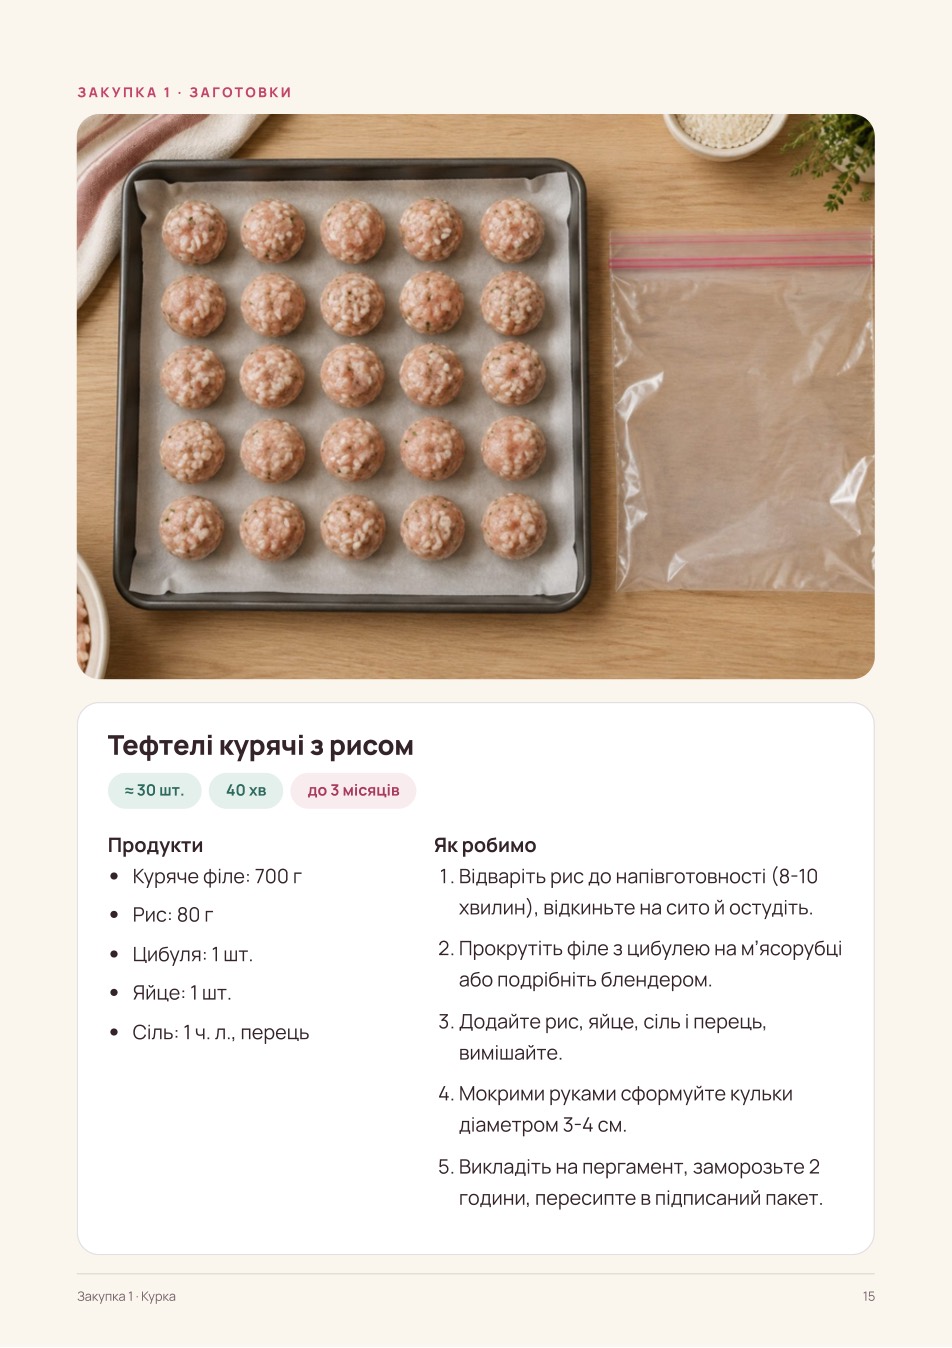 ЗАКУПКА 1 · ЗАГОТОВКИ
Тефтелі курячі з рисом
≈ 30 шт. 40 хв до 3 місяців
Продукти
• Куряче філе: 700 г
• Рис: 80 г
• Цибуля: 1 шт.
• Яйце: 1 шт.
• Сіль: 1 ч. л., перець
Як робимо
1. Відваріть рис до напівготовності (8-10
хвилин), відкиньте на сито й остудіть.
2. Прокрутіть філе з цибулею на м’ясорубці
або подрібніть блендером.
3. Додайте рис, яйце, сіль і перець,
вимішайте.
4. Мокрими руками сформуйте кульки
діаметром 3-4 см.
5. Викладіть на пергамент, заморозьте 2
години, пересипте в підписаний пакет.
Закупка 1 · Курка 15